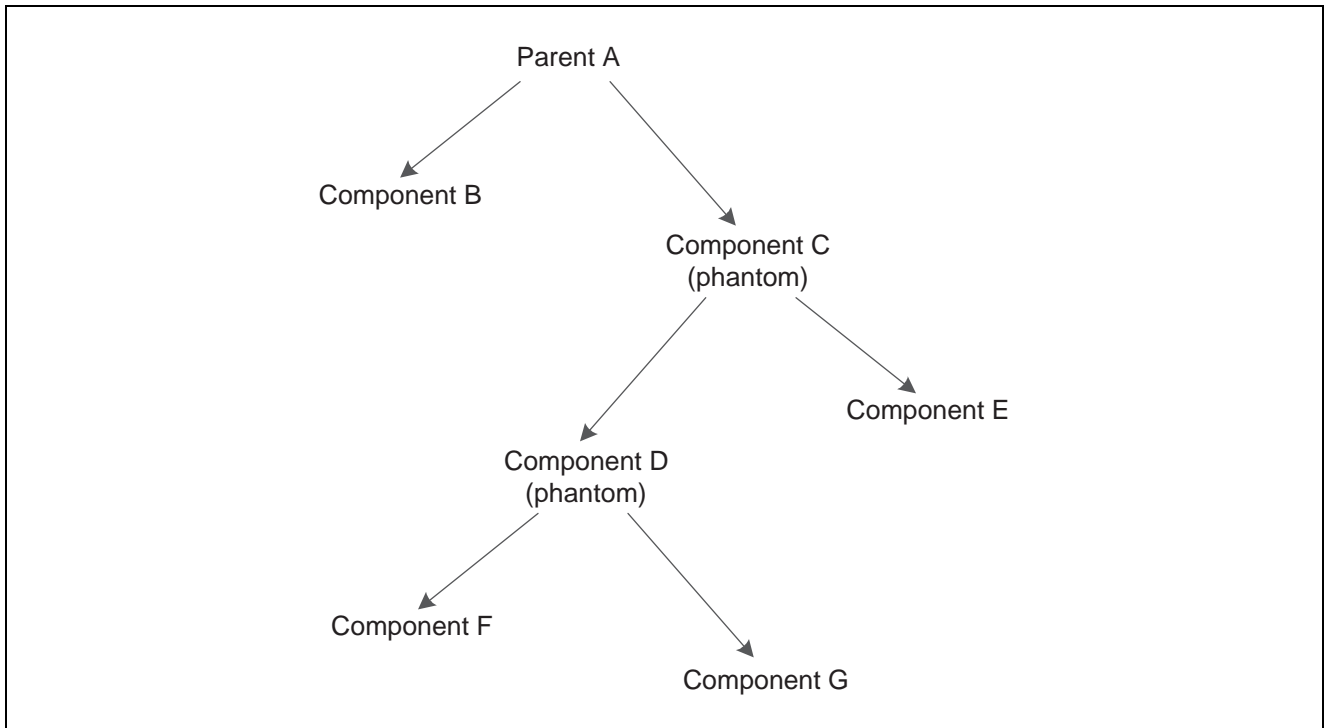 Parent A
Component B
Component C
(phantom)
Component E
Component D
(phantom)
Component F
Component G